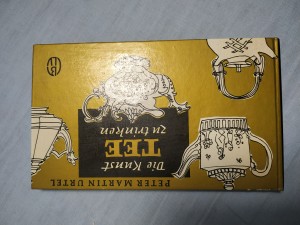 PETER MARTIN URTEL
Die Kunst
TEE
zu trinken